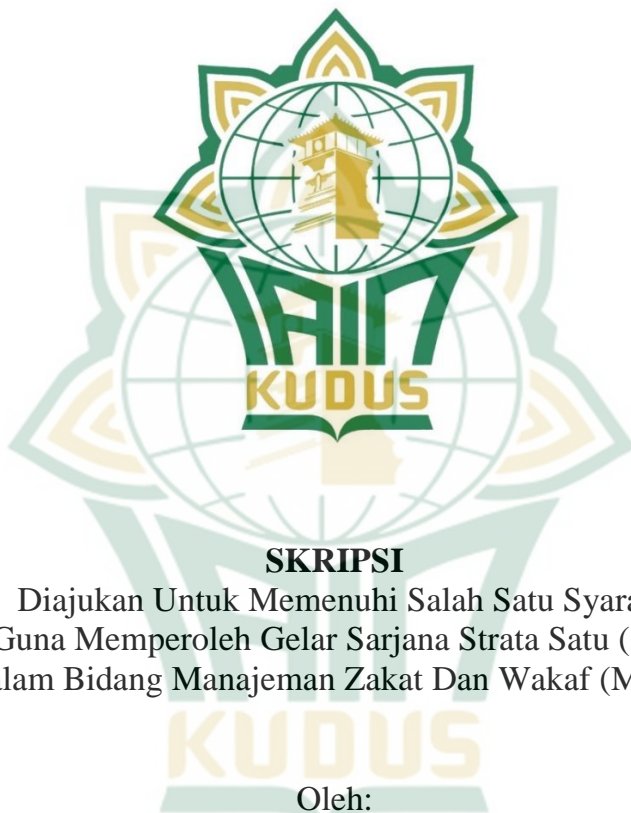 IAIN
KUDUS
SKRIPSI
Diajukan Untuk Memenuhi Salah Satu
Guna Memperoleh Gelar Sarjana Strata Satu (
Bidang Manajeman Zakat Dan Wakaf (
KUDUS
Oleh: